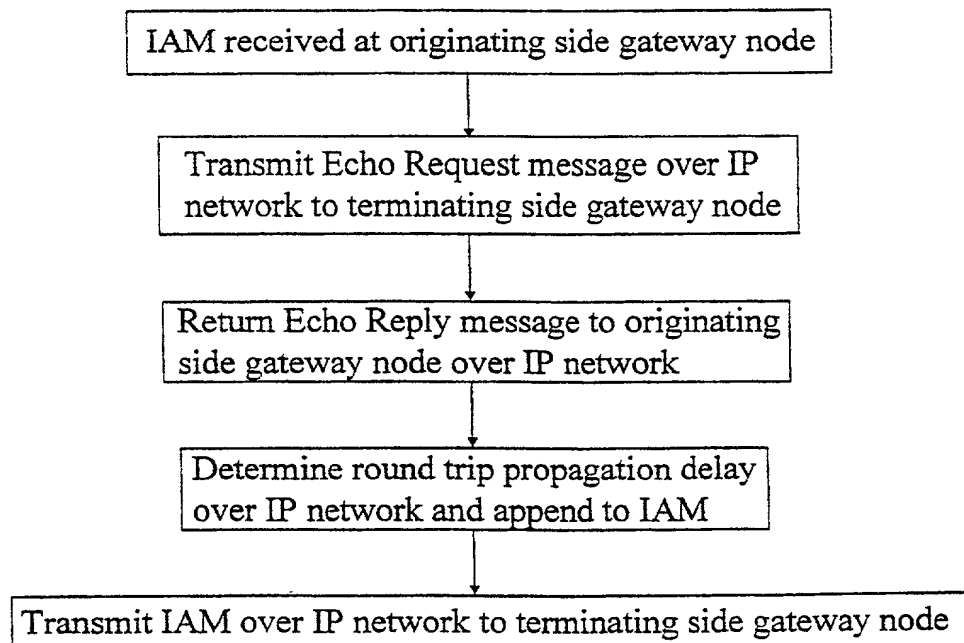 IAM received at originating side gateway node
Transmit Echo Request message over IP
network to terminating side gateway node
Return Echo Reply message to originating
side gateway node over IP network
Determine round trip propagation delay
over IP network and append to IAM
Transmit IAM over IP network to terminating side gateway node